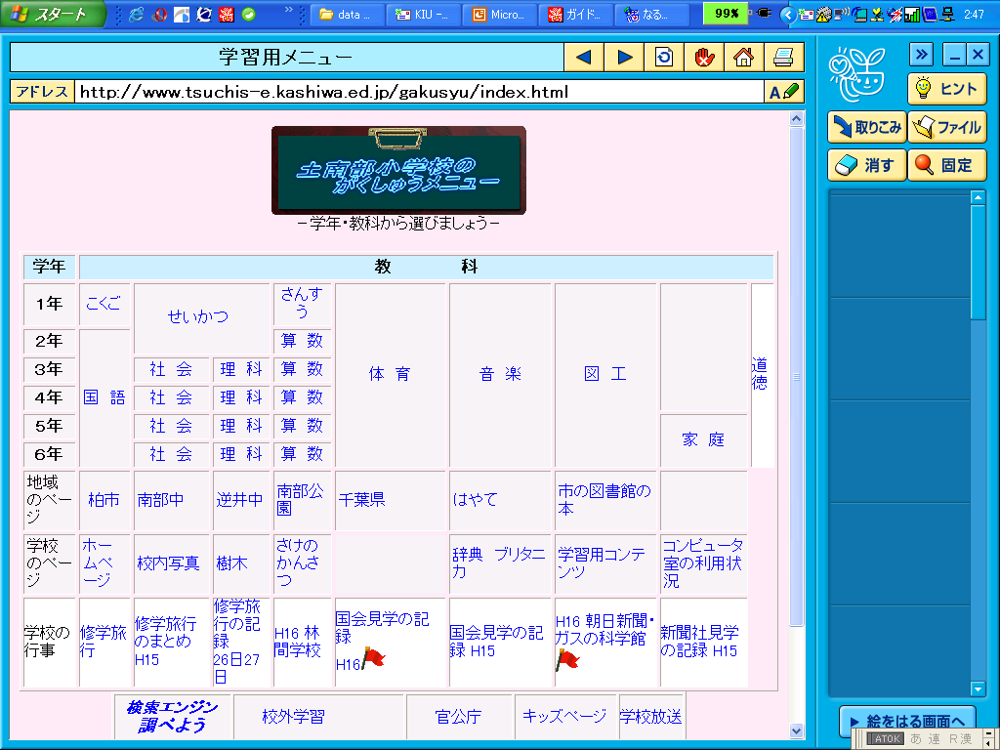 スタート
data ...
KIU -...
Micro...
ガイド...
なる...
99%
2:47
学習用メニュー
アドレス
http://www.tsuchis-e.kashiwa.ed.jp/gakusyu/index.html
A
ヒント
取りこみ
ファイル
消す
固定
土南部小学校の
がくしゅうメニュー
－学年・教科から選びましょう－
学年 教 科
1年 こくご せいかつ さんすう 体 育 音 楽 図 工 道徳
2年 国 語 算 数
3年 社 会 理 科 算 数
4年 社 会 理 科 算 数
5年 社 会 理 科 算 数 家 庭
6年 社 会 理 科 算 数
地域のページ 柏市 南部中 逆井中 南部公園 千葉県 はやて 市の図書館の本
学校のページ ホームページ 校内写真 樹木 さけのかんさつ 辞典 ブリタニカ 学習用コンテンツ コンピュータ室の利用状況
学校の行事 修学旅行 修学旅行のまとめ H15 修学旅行の記録 26日27日 H16 林間学校 国会見学の記録 H16 国会見学の記録 H15 H16 朝日新聞・ガスの科学館 新聞社見学の記録 H15
検索エンジン
調べよう
校外学習 官公庁 キッズページ 学校放送
絵をはる画面へ
ATOK あ 連 R漢